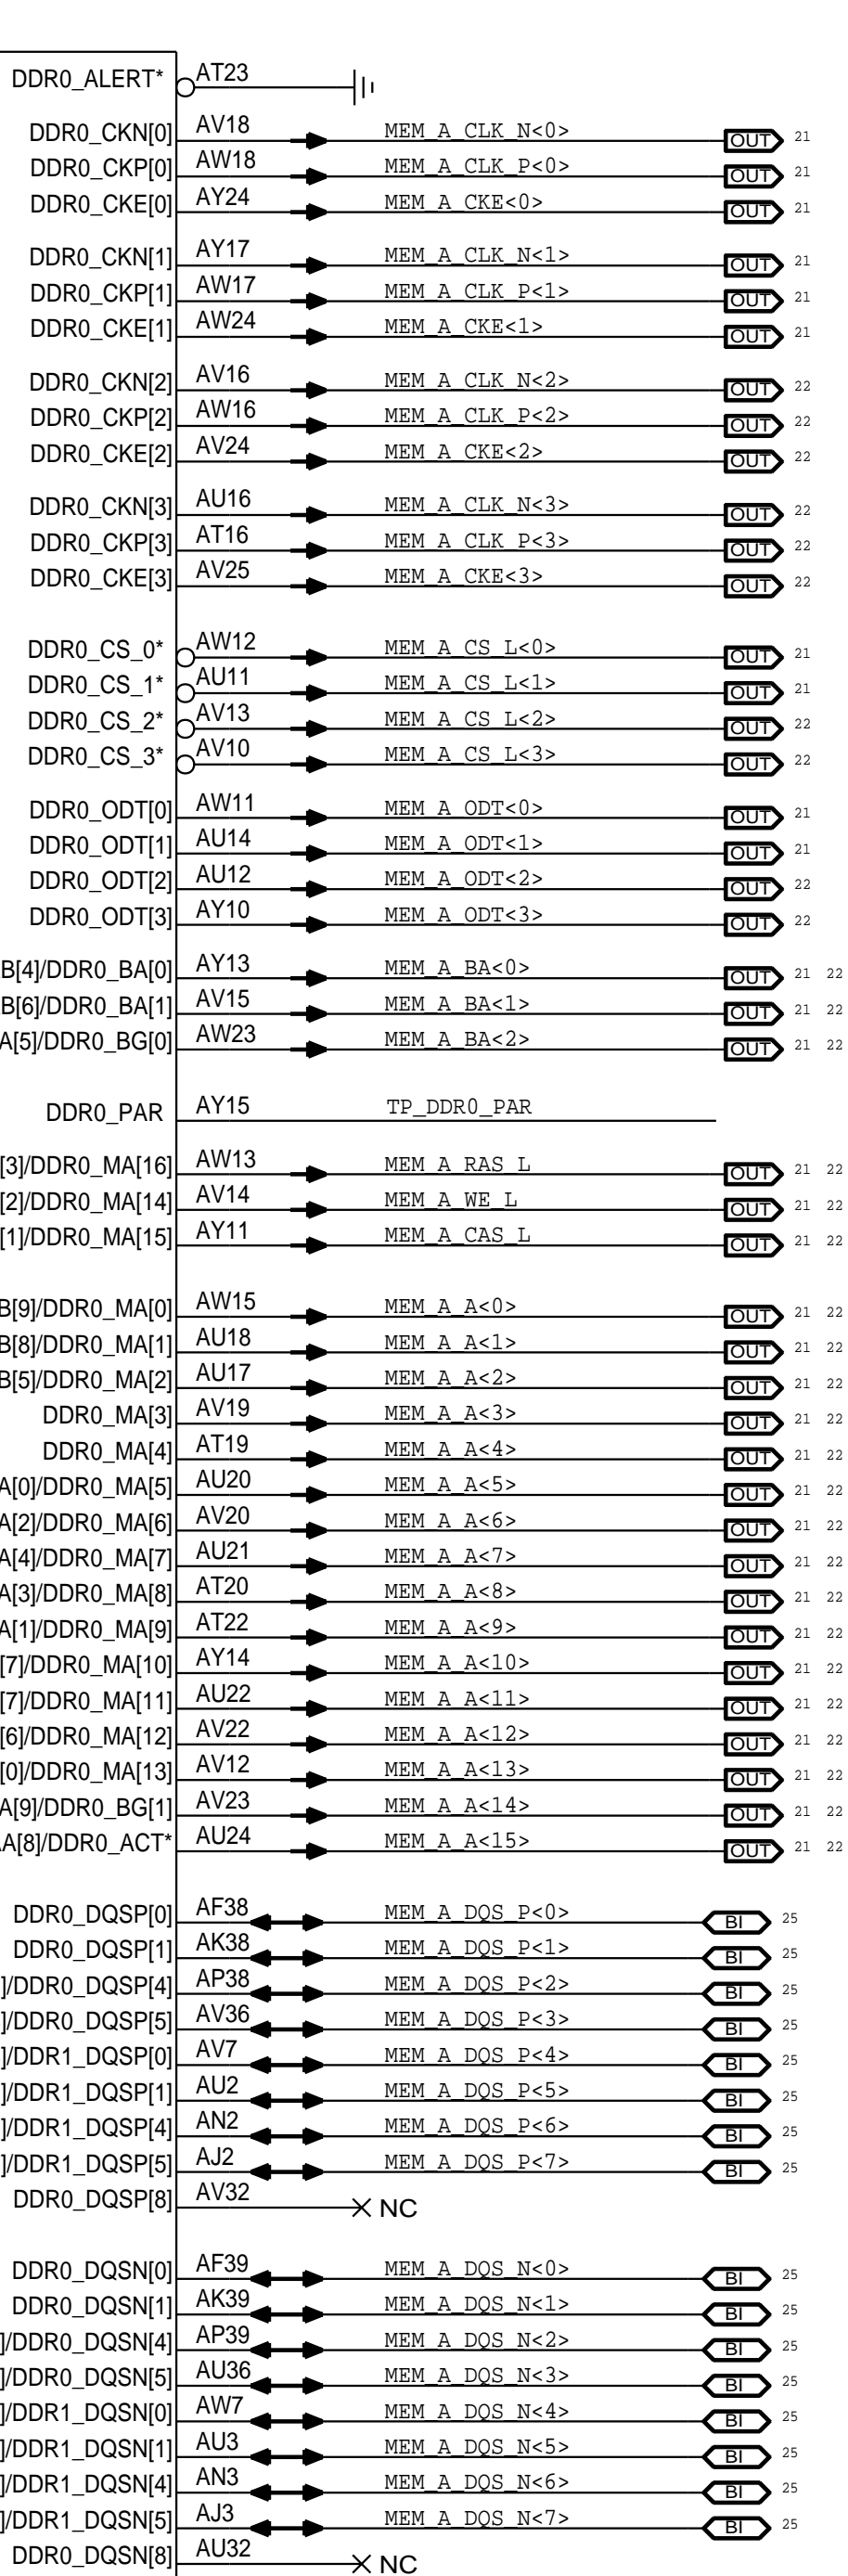 DDR0_ALERT* AT23
DDR0_CKN[0] AV18 MEM_A_CLK_N<0> OUT 21
DDR0_CKP[0] AW18 MEM_A_CLK_P<0> OUT 21
DDR0_CKE[0] AY24 MEM_A_CKE<0> OUT 21
DDR0_CKN[1] AY17 MEM_A_CLK_N<1> OUT 21
DDR0_CKP[1] AW17 MEM_A_CLK_P<1> OUT 21
DDR0_CKE[1] AW24 MEM_A_CKE<1> OUT 21
DDR0_CKN[2] AV16 MEM_A_CLK_N<2> OUT 22
DDR0_CKP[2] AW16 MEM_A_CLK_P<2> OUT 22
DDR0_CKE[2] AV24 MEM_A_CKE<2> OUT 22
DDR0_CKN[3] AU16 MEM_A_CLK_N<3> OUT 22
DDR0_CKP[3] AT16 MEM_A_CLK_P<3> OUT 22
DDR0_CKE[3] AV25 MEM_A_CKE<3> OUT 22
DDR0_CS_0* AW12 MEM_A_CS_L<0> OUT 21
DDR0_CS_1* AU11 MEM_A_CS_L<1> OUT 21
DDR0_CS_2* AV13 MEM_A_CS_L<2> OUT 22
DDR0_CS_3* AV10 MEM_A_CS_L<3> OUT 22
DDR0_ODT[0] AW11 MEM_A_ODT<0> OUT 21
DDR0_ODT[1] AU14 MEM_A_ODT<1> OUT 21
DDR0_ODT[2] AU12 MEM_A_ODT<2> OUT 22
DDR0_ODT[3] AY10 MEM_A_ODT<3> OUT 22
B[4]/DDR0_BA[0] AY13 MEM_A_BA<0> OUT 21 22
B[6]/DDR0_BA[1] AV15 MEM_A_BA<1> OUT 21 22
A[5]/DDR0_BG[0] AW23 MEM_A_BA<2> OUT 21 22
DDR0_PAR AY15 TP_DDR0_PAR
[3]/DDR0_MA[16] AW13 MEM_A_RAS_L OUT 21 22
[2]/DDR0_MA[14] AV14 MEM_A_WE_L OUT 21 22
[1]/DDR0_MA[15] AY11 MEM_A_CAS_L OUT 21 22
B[9]/DDR0_MA[0] AW15 MEM_A_A<0> OUT 21 22
B[8]/DDR0_MA[1] AU18 MEM_A_A<1> OUT 21 22
B[5]/DDR0_MA[2] AU17 MEM_A_A<2> OUT 21 22
DDR0_MA[3] AV19 MEM_A_A<3> OUT 21 22
DDR0_MA[4] AT19 MEM_A_A<4> OUT 21 22
A[0]/DDR0_MA[5] AU20 MEM_A_A<5> OUT 21 22
A[2]/DDR0_MA[6] AV20 MEM_A_A<6> OUT 21 22
A[4]/DDR0_MA[7] AU21 MEM_A_A<7> OUT 21 22
A[3]/DDR0_MA[8] AT20 MEM_A_A<8> OUT 21 22
A[1]/DDR0_MA[9] AT22 MEM_A_A<9> OUT 21 22
[7]/DDR0_MA[10] AY14 MEM_A_A<10> OUT 21 22
[7]/DDR0_MA[11] AU22 MEM_A_A<11> OUT 21 22
[6]/DDR0_MA[12] AV22 MEM_A_A<12> OUT 21 22
[0]/DDR0_MA[13] AV12 MEM_A_A<13> OUT 21 22
A[9]/DDR0_BG[1] AV23 MEM_A_A<14> OUT 21 22
A[8]/DDR0_ACT* AU24 MEM_A_A<15> OUT 21 22
DDR0_DQSP[0] AF38 MEM_A_DQS_P<0> BI 25
DDR0_DQSP[1] AK38 MEM_A_DQS_P<1> BI 25
]/DDR0_DQSP[4] AP38 MEM_A_DQS_P<2> BI 25
]/DDR0_DQSP[5] AV36 MEM_A_DQS_P<3> BI 25
]/DDR1_DQSP[0] AV7 MEM_A_DQS_P<4> BI 25
]/DDR1_DQSP[1] AU2 MEM_A_DQS_P<5> BI 25
]/DDR1_DQSP[4] AN2 MEM_A_DQS_P<6> BI 25
]/DDR1_DQSP[5] AJ2 MEM_A_DQS_P<7> BI 25
DDR0_DQSP[8] AV32 NC
DDR0_DQSN[0] AF39 MEM_A_DQS_N<0> BI 25
DDR0_DQSN[1] AK39 MEM_A_DQS_N<1> BI 25
]/DDR0_DQSN[4] AP39 MEM_A_DQS_N<2> BI 25
]/DDR0_DQSN[5] AU36 MEM_A_DQS_N<3> BI 25
]/DDR1_DQSN[0] AW7 MEM_A_DQS_N<4> BI 25
]/DDR1_DQSN[1] AU3 MEM_A_DQS_N<5> BI 25
]/DDR1_DQSN[4] AN3 MEM_A_DQS_N<6> BI 25
]/DDR1_DQSN[5] AJ3 MEM_A_DQS_N<7> BI 25
DDR0_DQSN[8] AU32 NC